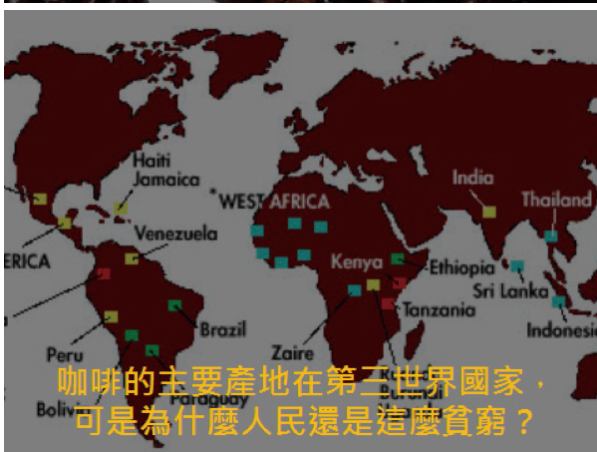 Haiti
Jamaica
*WEST AFRICA
India
Thailand
Venezuela
ERICA
Kenya
Ethiopia
Sri Lanka
Tanzania
Indonesi
Brazil
Peru
Zaire
Burundi
Bolivia
Paraguay
咖啡的主要產地在第三世界國家，
可是為什麼人民還是這麼貧窮？